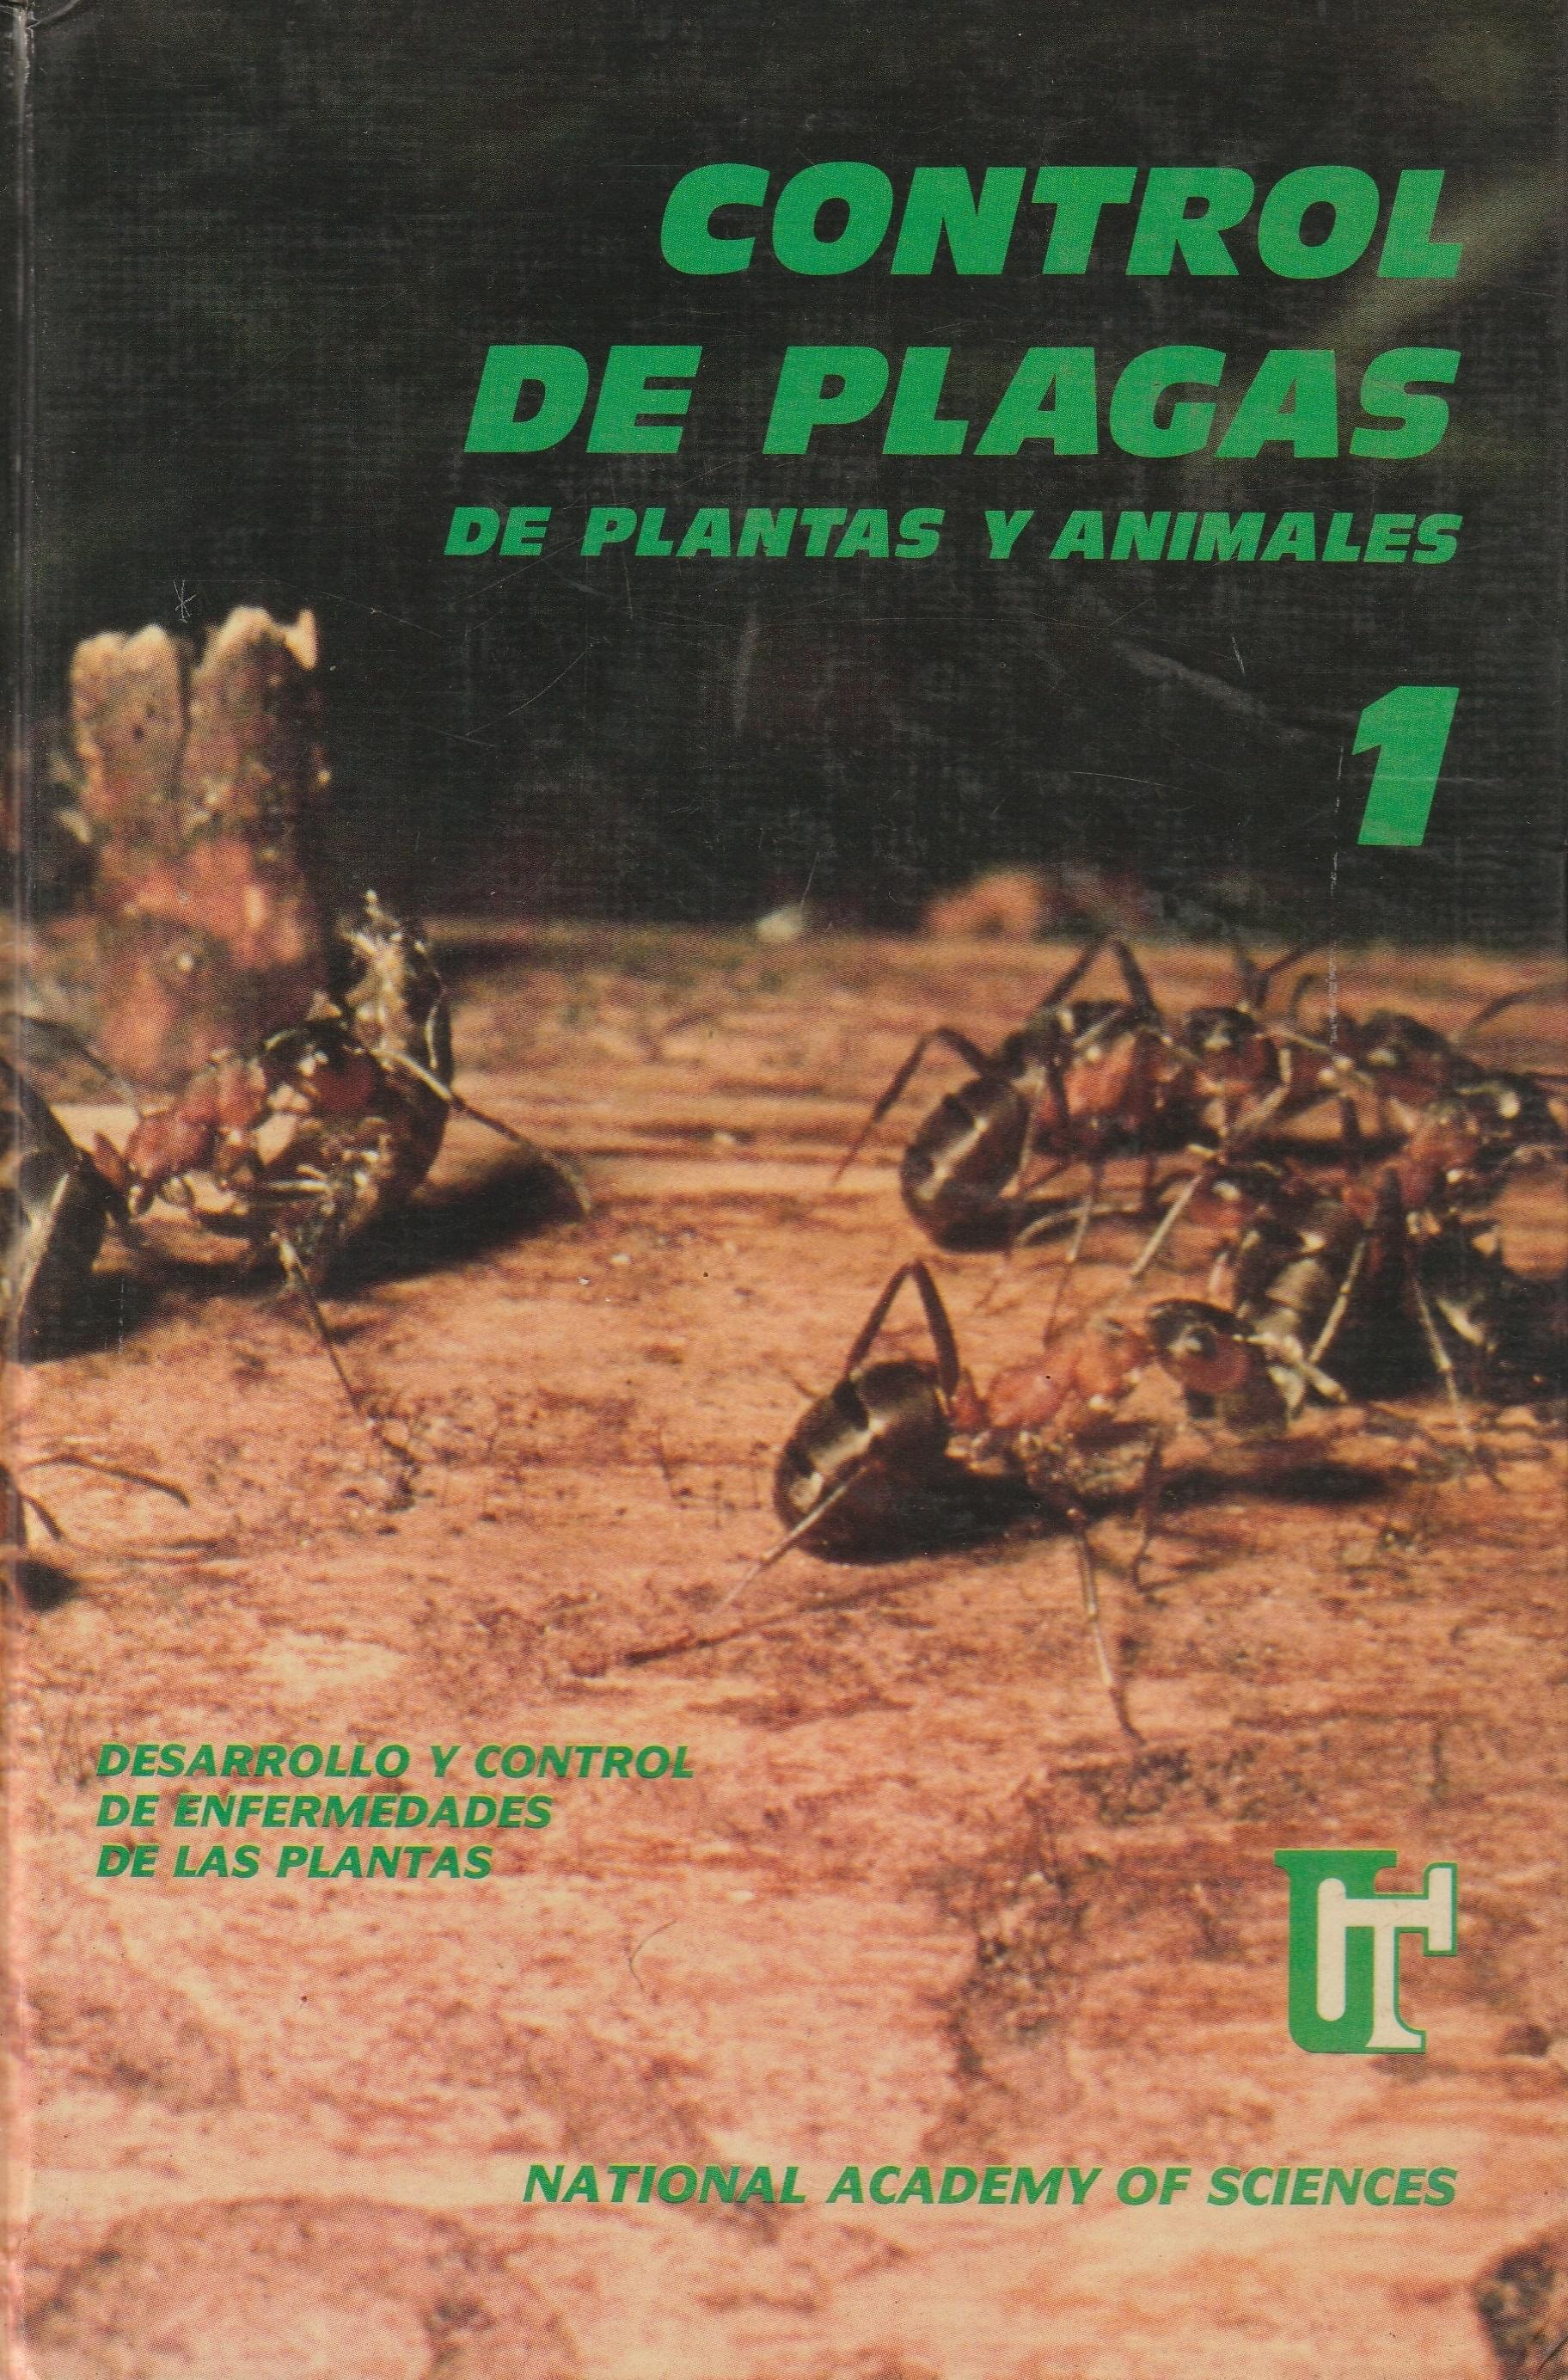 CONTROL
DE PLAGAS
DE PLANTAS Y ANIMALES
1
DESARROLLO Y CONTROL
DE ENFERMEDADES
DE LAS PLANTAS
NATIONAL ACADEMY OF SCIENCES